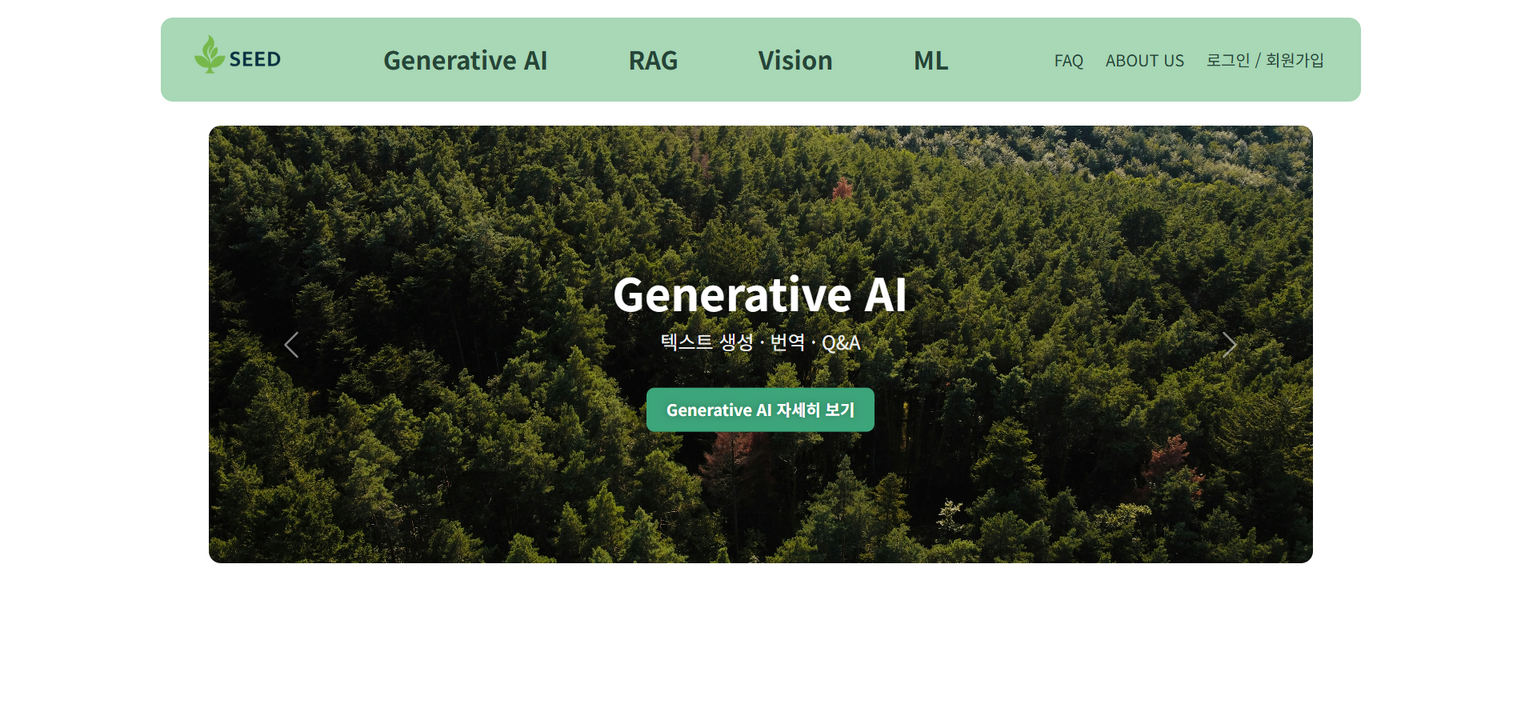 SEED
Generative AI
RAG
Vision
ML
FAQ
ABOUT US
로그인 / 회원가입
Generative AI
텍스트 생성 · 번역 · Q&A
Generative AI 자세히 보기